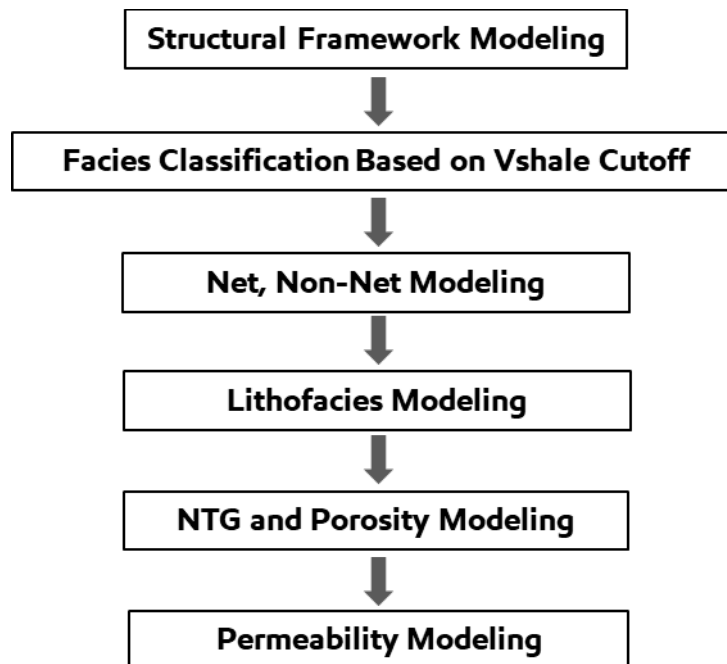 Structural Framework Modeling
Facies Classification Based on Vshale Cutoff
Net, Non-Net Modeling
Lithofacies Modeling
NTG and Porosity Modeling
Permeability Modeling